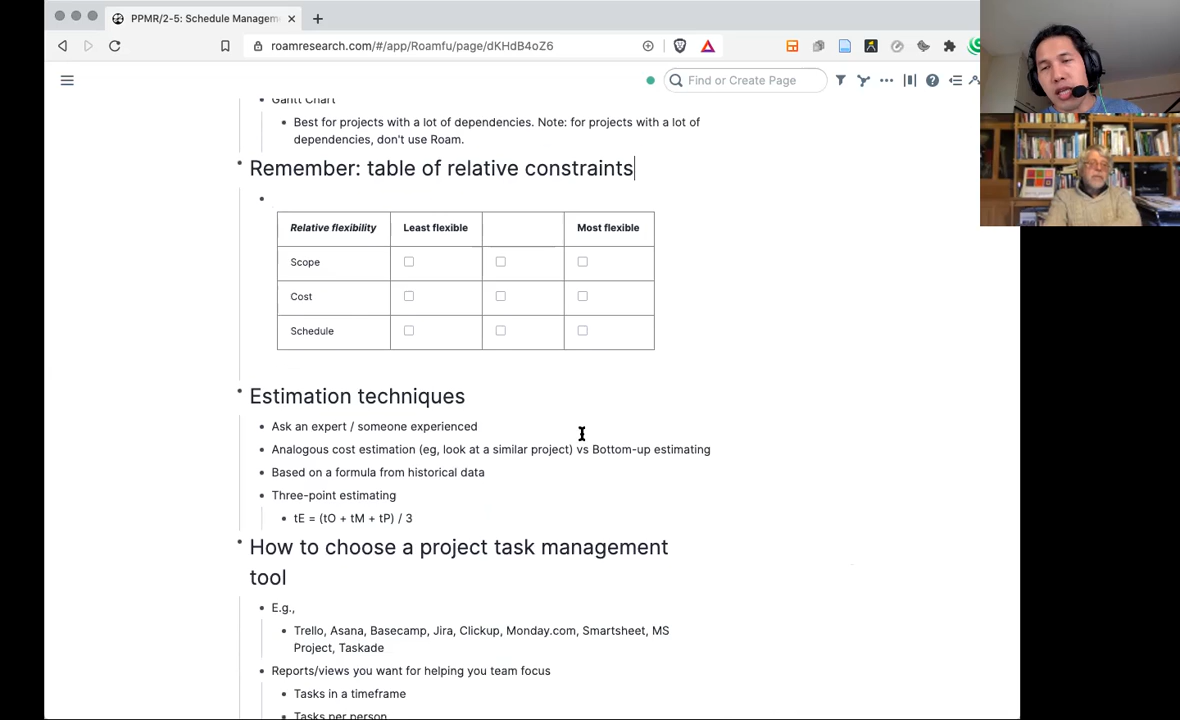 PPMR/2-5: Schedule Managem
roamresearch.com/#/app/Roamfu/page/dKHdB4oZ6
Find or Create Page
Gantt Chart
Best for projects with a lot of dependencies. Note: for projects with a lot of
dependencies, don't use Roam.
Remember: table of relative constraints
Relative flexibility Least flexible Most flexible
Scope
Cost
Schedule
Estimation techniques
Ask an expert / someone experienced
Analogous cost estimation (eg, look at a similar project) vs Bottom-up estimating
Based on a formula from historical data
Three-point estimating
tE = (tO + tM + tP) / 3
How to choose a project task management
tool
E.g.,
Trello, Asana, Basecamp, Jira, Clickup, Monday.com, Smartsheet, MS
Project, Taskade
Reports/views you want for helping you team focus
Tasks in a timeframe
Tasks per person